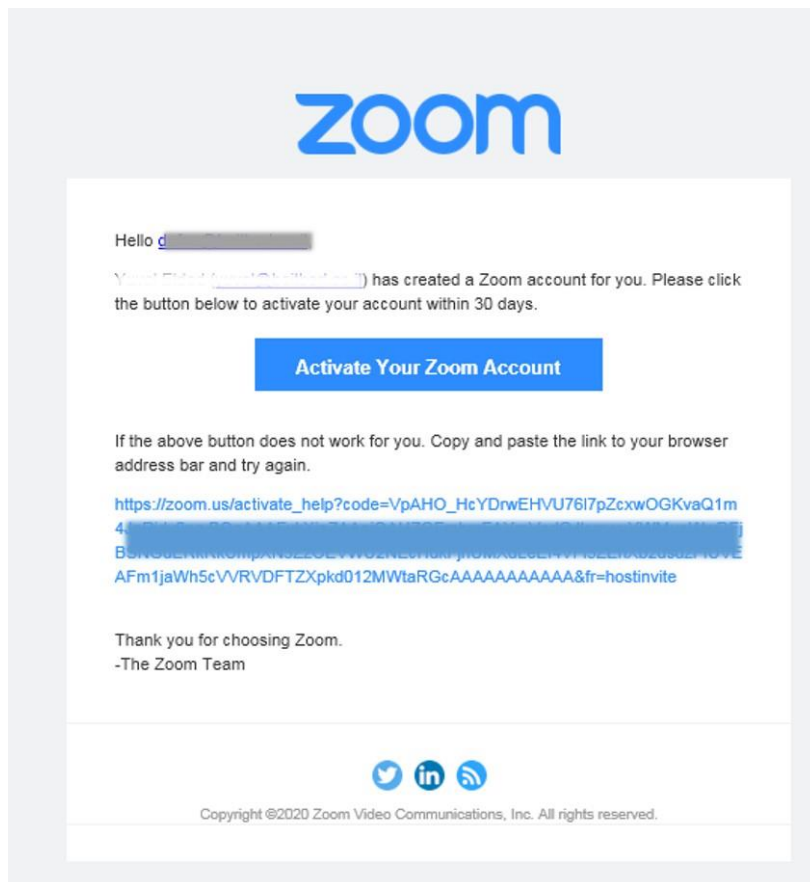 zoom
Hello
has created a Zoom account for you. Please click
the button below to activate your account within 30 days.
Activate Your Zoom Account
If the above button does not work for you. Copy and paste the link to your browser
address bar and try again.
https://zoom.us/activate_help?code=VpAHO_HcYDrwEHVU76I7pZcxwOGKvaQ1m
AFm1jaWh5cVVRVDFTZXpkd012MWtaRGcAAAAAAAAAAA&fr=hostinvite
Thank you for choosing Zoom.
-The Zoom Team
in
Copyright ©2020 Zoom Video Communications, Inc. All rights reserved.